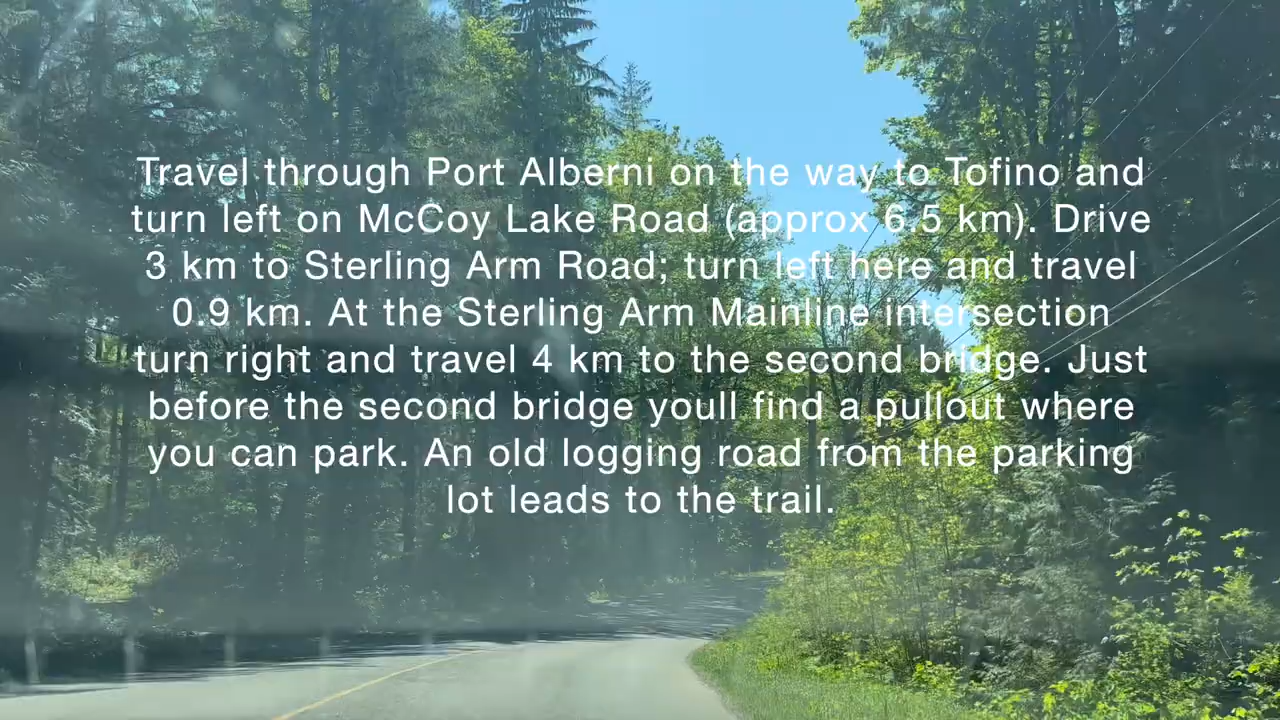 Travel through Port Alberni on the way to Tofino and
turn left on McCoy Lake Road (approx 6.5 km). Drive
3 km to Sterling Arm Road; turn left here and travel
0.9 km. At the Sterling Arm Mainline intersection
turn right and travel 4 km to the second bridge. Just
before the second bridge youll find a pullout where
you can park. An old logging road from the parking
lot leads to the trail.